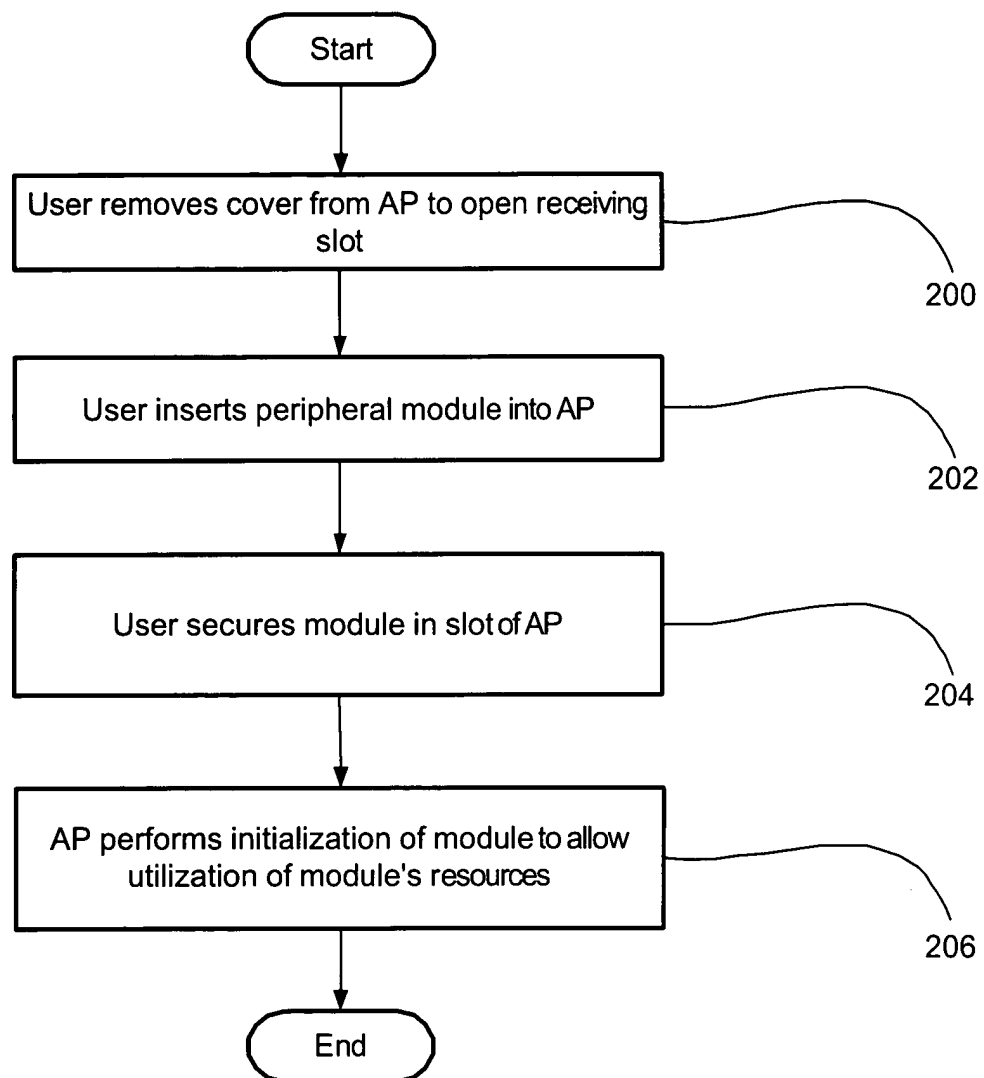 Start
User removes cover from AP to open receiving
slot
200
User inserts peripheral module into AP
202
User secures module in slot of AP
204
AP performs initialization of module to allow
utilization of module's resources
206
End